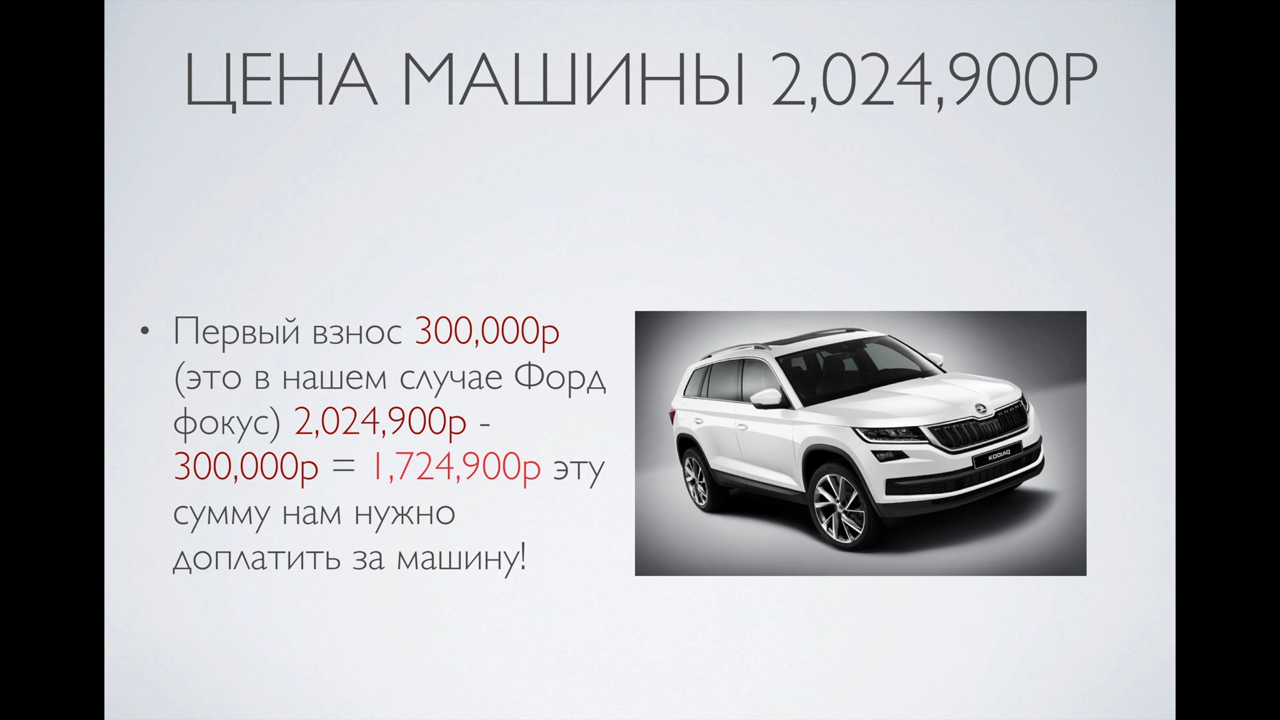 ЦЕНА МАШИНЫ 2,024,900Р
• Первый взнос 300,000р
(это в нашем случае Форд
фокус) 2,024,900р -
300,000р = 1,724,900р эту
сумму нам нужно
доплатить за машину!
KODIAQ